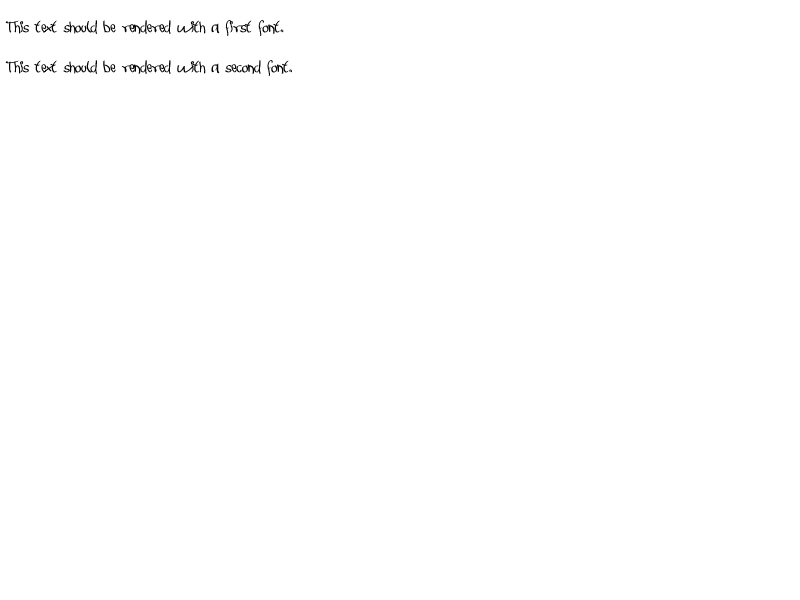 This text should be rendered with a first font.
This text should be rendered with a second font.